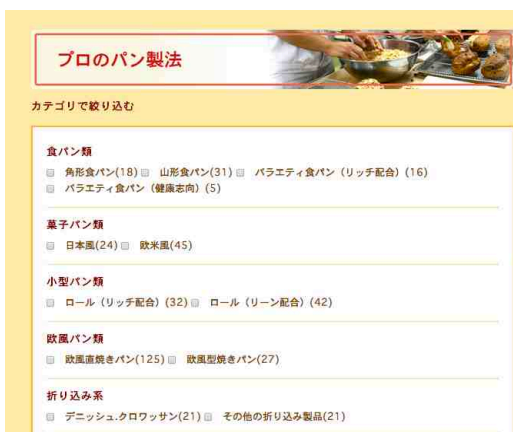 プロのパン製法
カテゴリで絞り込む
食パン類
角形食パン(18) 山形食パン(31) バラエティ食パン（リッチ配合）(16)
バラエティ食パン（健康志向）(5)
菓子パン類
日本風(24) 欧米風(45)
小型パン類
ロール（リッチ配合）(32) ロール（リーン配合）(42)
欧風パン類
欧風直焼きパン(125) 欧風型焼きパン(27)
折り込み系
デニッシュ.クロワッサン(21) その他の折り込み製品(21)